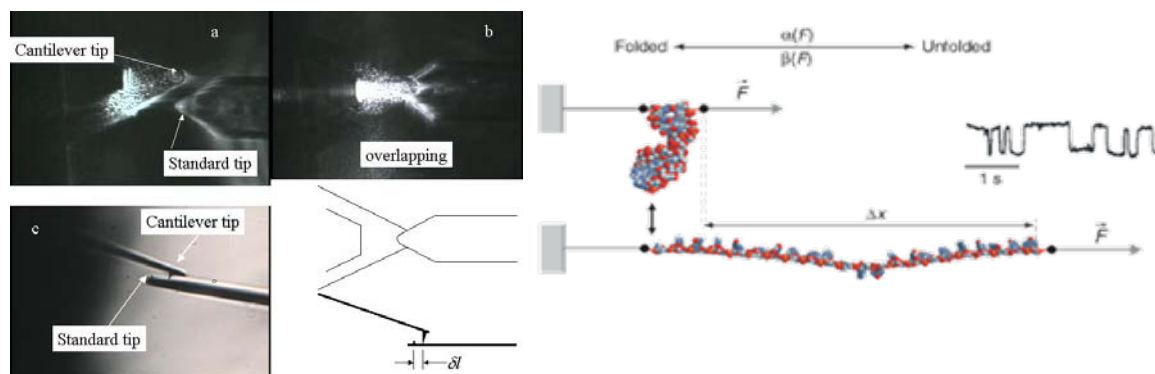 a
Cantilever tip
Standard tip
b
overlapping
c
Cantilever tip
Standard tip
δl
Folded
α(F)
β(F)
Unfolded
F
1 s
Δx
F